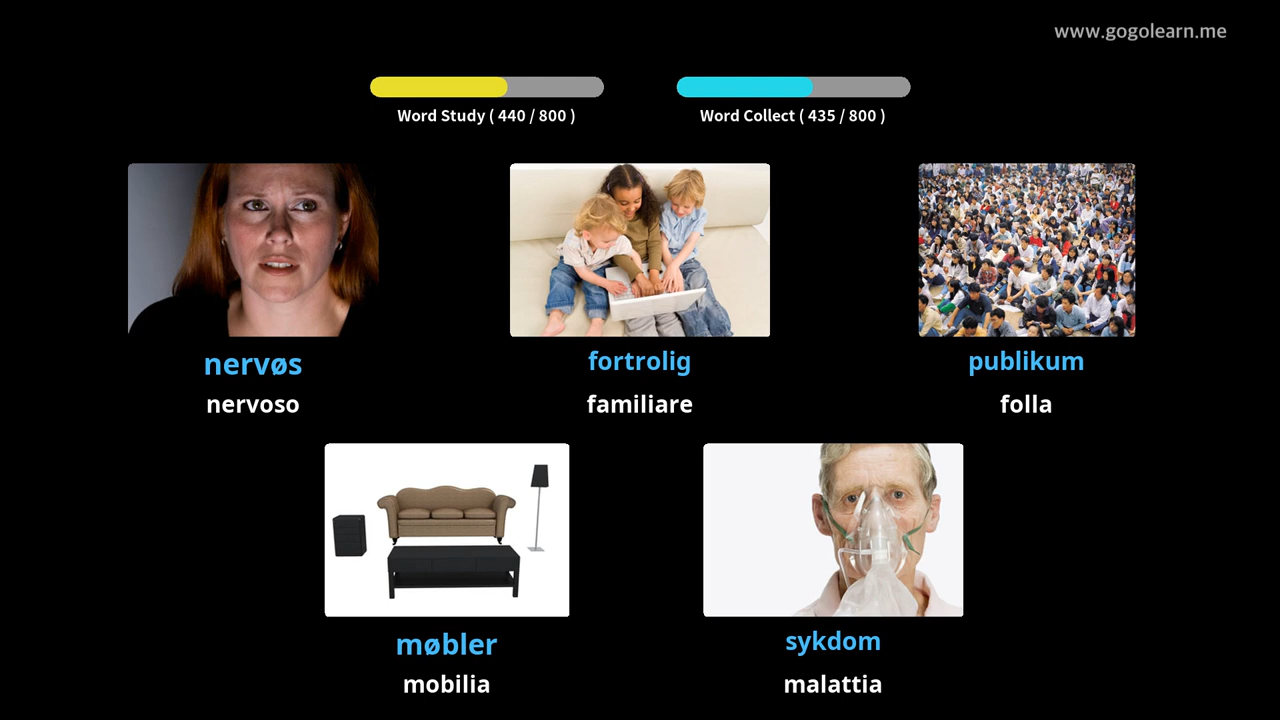 www.gogolearn.me
Word Study ( 440 / 800 )
Word Collect ( 435 / 800 )
nervøs
nervoso
fortrolig
familiare
publikum
folla
møbler
mobilia
sykdom
malattia